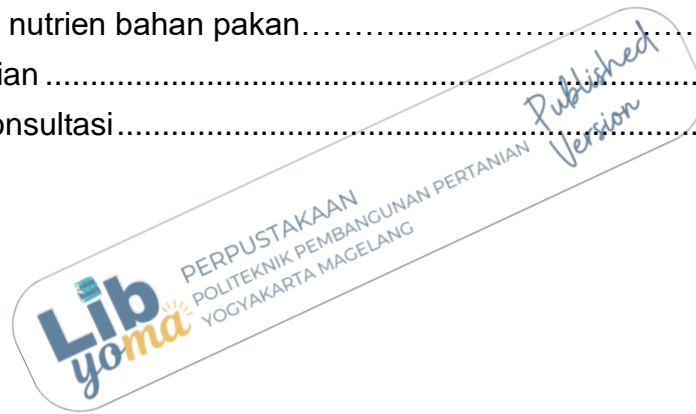 nutrien bahan pakan……….....………………………
ian ..........................................................................
onsultasi.................................................................
Published
Version
PERPUSTAKAAN
POLITEKNIK PEMBANGUNAN PERTANIAN
YOGYAKARTA MAGELANG
Lib
yoma